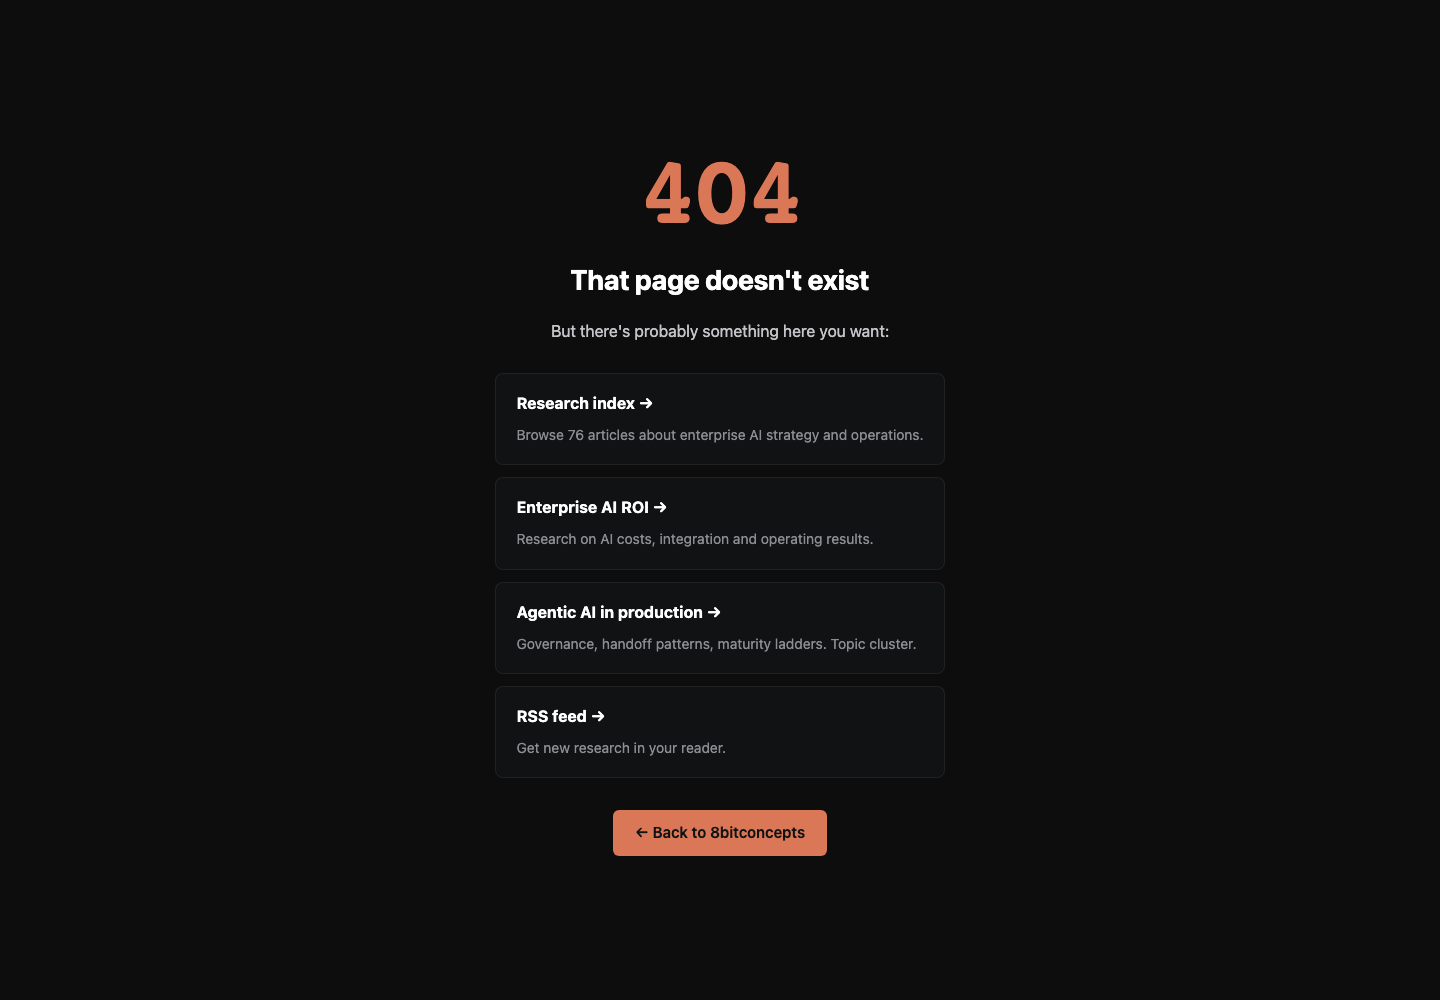 404
That page doesn't exist
But there's probably something here you want:
Research index →
Browse 76 articles about enterprise AI strategy and operations.
Enterprise AI ROI →
Research on AI costs, integration and operating results.
Agentic AI in production →
Governance, handoff patterns, maturity ladders. Topic cluster.
RSS feed →
Get new research in your reader.
← Back to 8bitconcepts